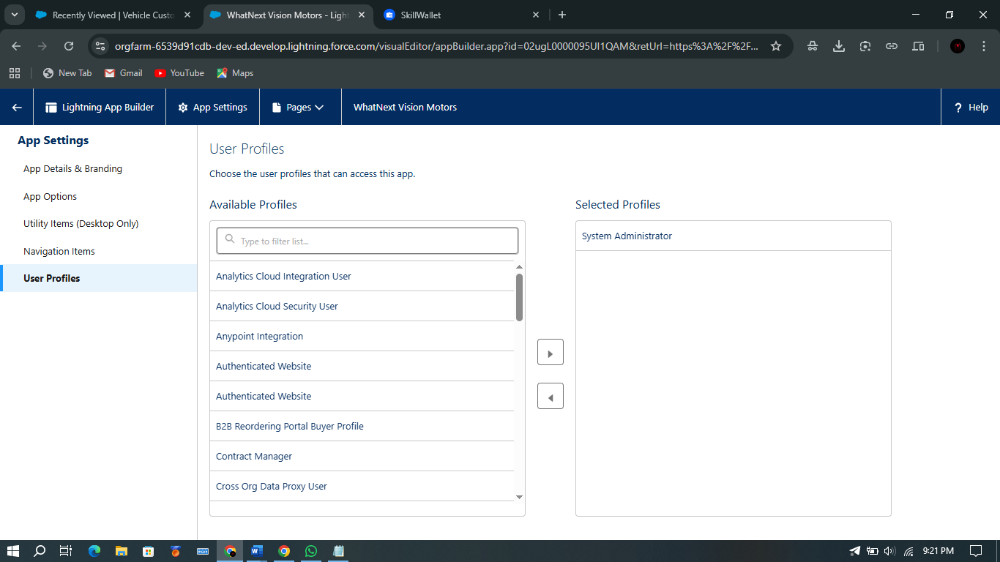 Recently Viewed | Vehicle Custo
WhatNext Vision Motors - Light
SkillWallet
orgfarm-6539d91cdb-dev-ed.develop.lightning.force.com/visualEditor/appBuilder.app?id=02ugL0000095UI1QAM&retUrl=https%3A%2F%2F...
New Tab
Gmail
YouTube
Maps
Lightning App Builder
App Settings
Pages
WhatNext Vision Motors
? Help
App Settings
App Details & Branding
App Options
Utility Items (Desktop Only)
Navigation Items
User Profiles
User Profiles
Choose the user profiles that can access this app.
Available Profiles
Type to filter list...
Analytics Cloud Integration User
Analytics Cloud Security User
Anypoint Integration
Authenticated Website
Authenticated Website
B2B Reordering Portal Buyer Profile
Contract Manager
Cross Org Data Proxy User
Selected Profiles
System Administrator
9:21 PM